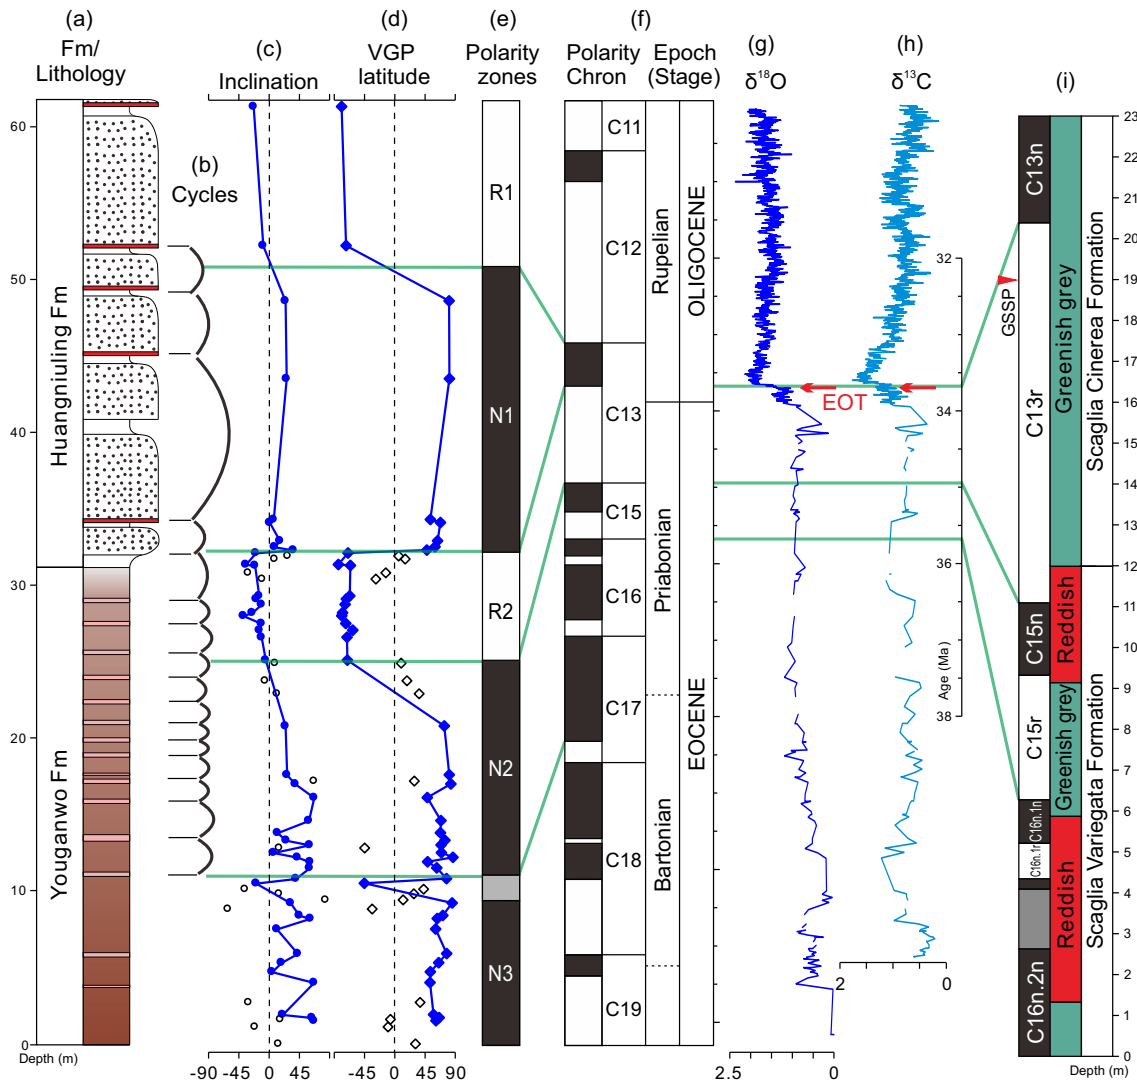 (a)
Fm/
Lithology
(b)
Cycles
(c)
Inclination
(d)
VGP
latitude
(e)
Polarity
zones
(f)
Polarity
Chron
Epoch
(Stage)
(g)
δ18O
(h)
δ13C
(i)
60
50
40
30
20
10
0
Depth (m)
Huangniuling Fm
Youganwo Fm
-90 -45 0 45
-45 0 45 90
R1
N1
R2
N2
N3
C11
C12
C13
C15
C16
C17
C18
C19
Rupelian
Priabonian
Bartonian
OLIGOCENE
EOCENE
EOT
2.5 0
2 0
32
34
36
38
Age (Ma)
GSSP
C13n
C13r
C15n
C15r
C16n.1n
C16n.1r
C16n.2n
Greenish grey
Reddish
Greenish grey
Reddish
Scaglia Cinerea Formation
Scaglia Variegata Formation
23
22
21
20
19
18
17
16
15
14
13
12
11
10
9
8
7
6
5
4
3
2
1
0
Depth (m)